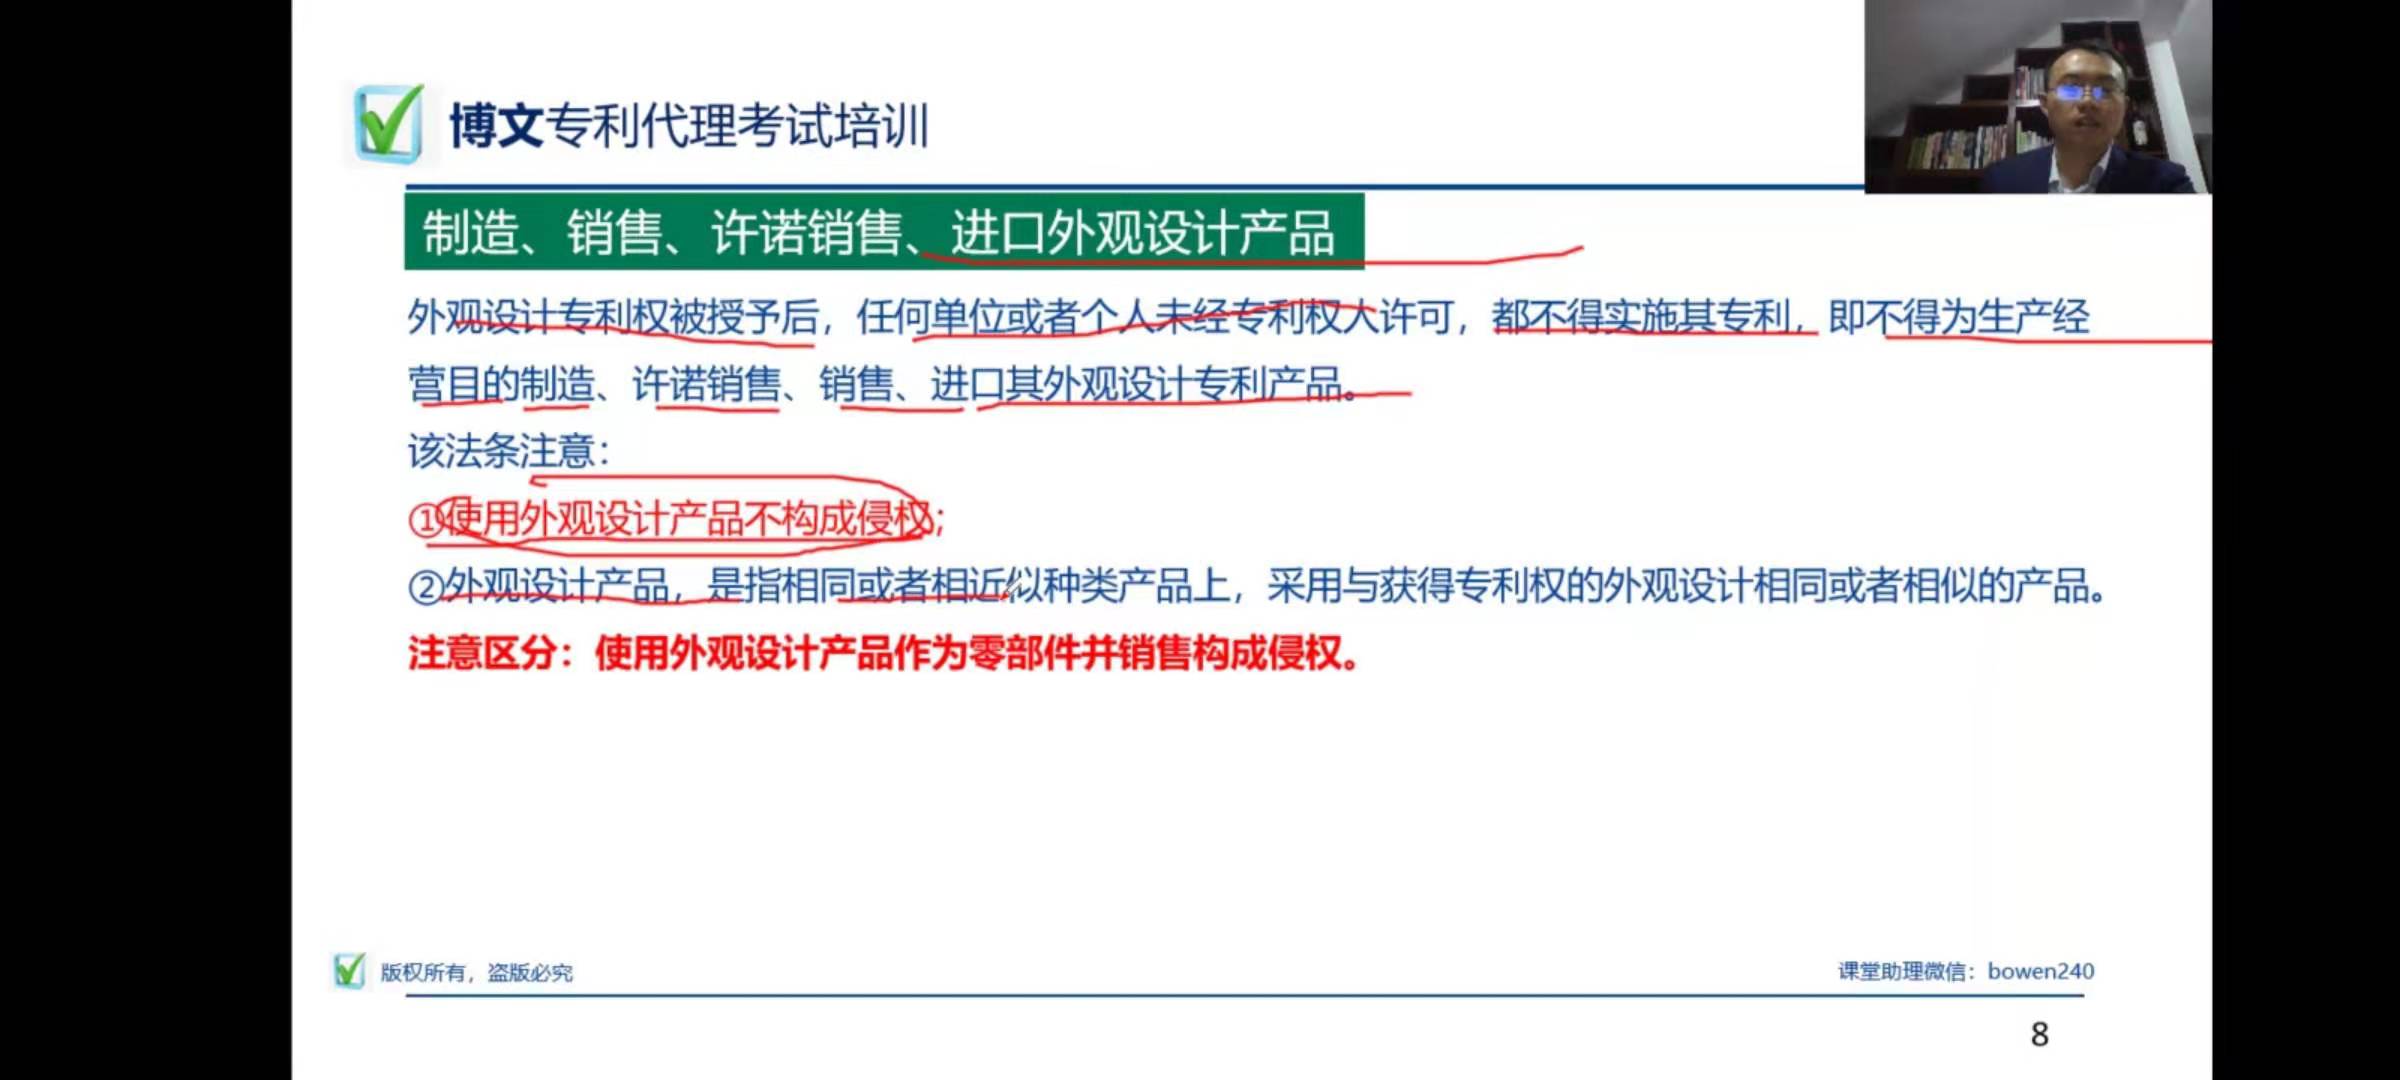 博文专利代理考试培训
制造、销售、许诺销售、进口外观设计产品
外观设计专利权被授予后，任何单位或者个人未经专利权人许可，都不得实施其专利，即不得为生产经
营目的制造、许诺销售、销售、进口其外观设计专利产品。
该法条注意：
①使用外观设计产品不构成侵权；
②外观设计产品，是指相同或者相近似种类产品上，采用与获得专利权的外观设计相同或者相似的产品。
注意区分：使用外观设计产品作为零部件并销售构成侵权。
版权所有，盗版必究
课堂助理微信：bowen240
8